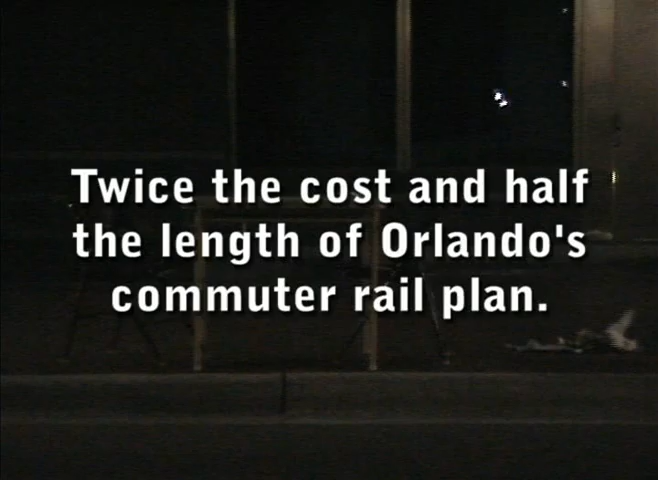 Twice the cost and half
the length of Orlando's
commuter rail plan.